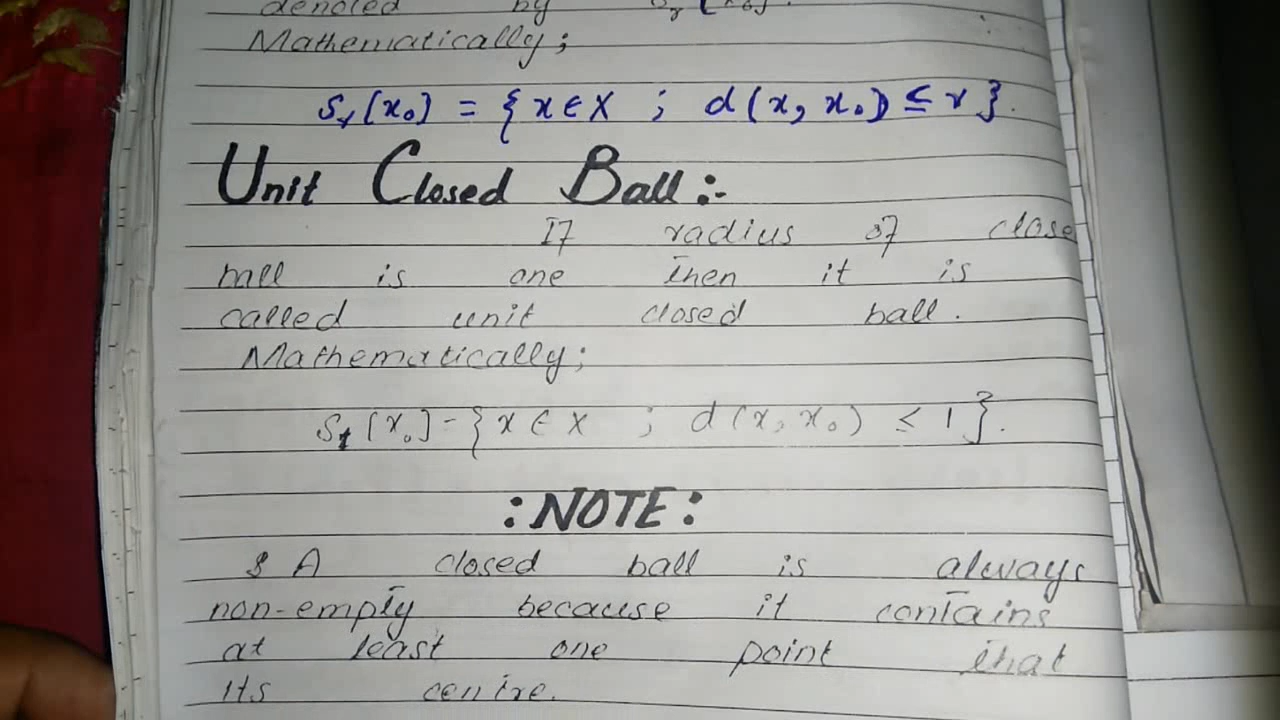 denoted by
Mathematically;
Sr[x₀] = {x ∈ X ; d(x, x₀) ≤ r}.
Unit Closed Ball:-
If radius of close
ball is one then it is
called unit closed ball.
Mathematically;
S₁[x₀] - {x ∈ X ; d(x, x₀) ≤ 1}.
:NOTE:
A closed ball is always
non-empty because it contains
at least one point that
its centre.